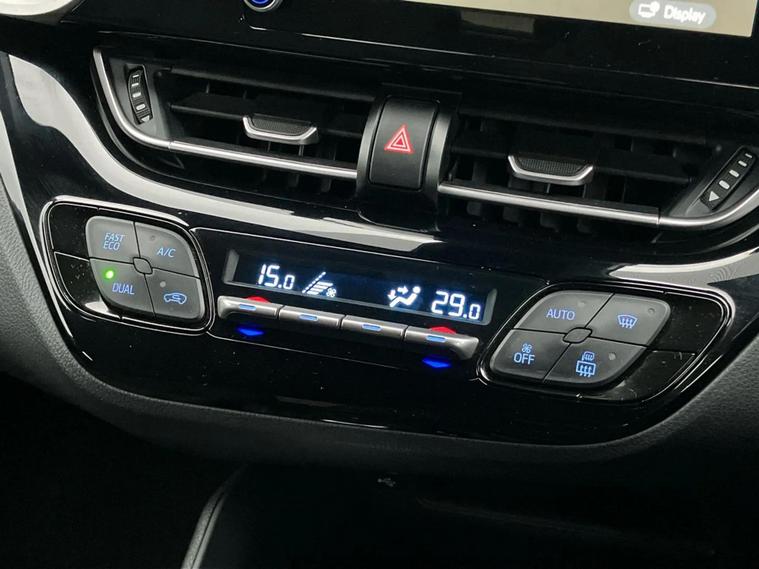 Display
FAST
ECO
A/C
DUAL
15.0
29.0
AUTO
OFF